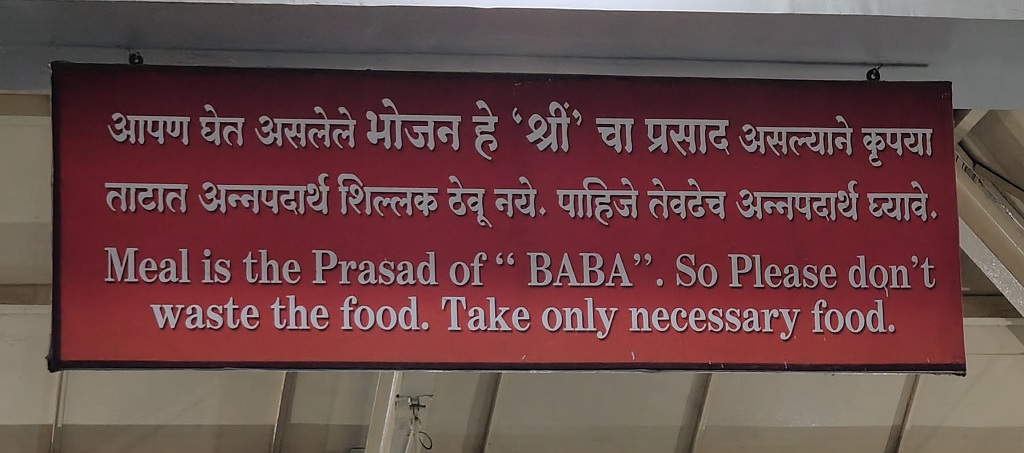 आपण घेत असलेले भोजन हे ‘श्रीं’ चा प्रसाद असल्याने कृपया
ताटात अन्नपदार्थ शिल्लक ठेवू नये. पाहिजे तेवढेच अन्नपदार्थ घ्यावे.
Meal is the Prasad of “ BABA”. So Please don’t
waste the food. Take only necessary food.